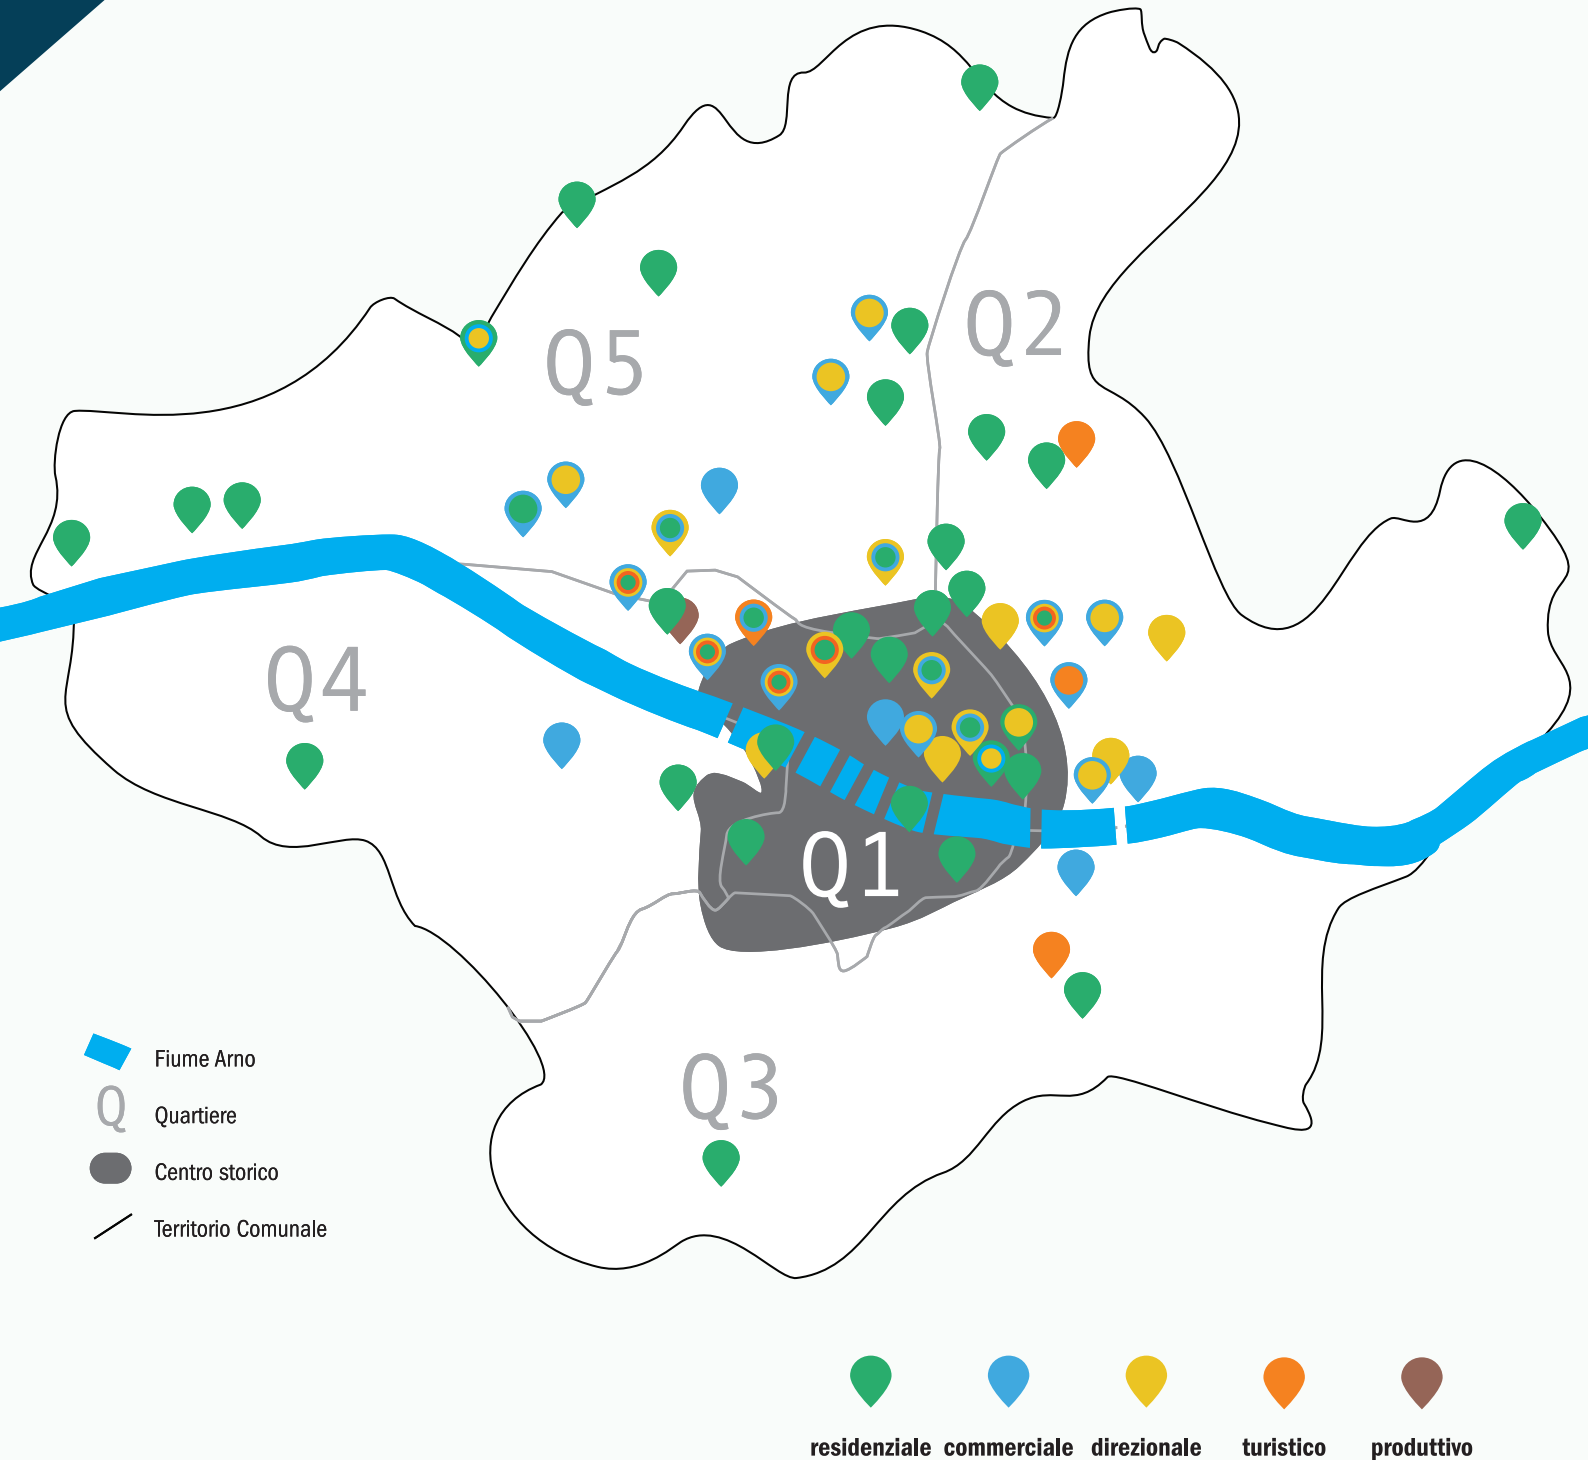 Q2
Q5
Q4
Q1
Q3
Fiume Arno
Q
Quartiere
Centro storico
Territorio Comunale
residenziale
commerciale
direzionale
turistico
produttivo